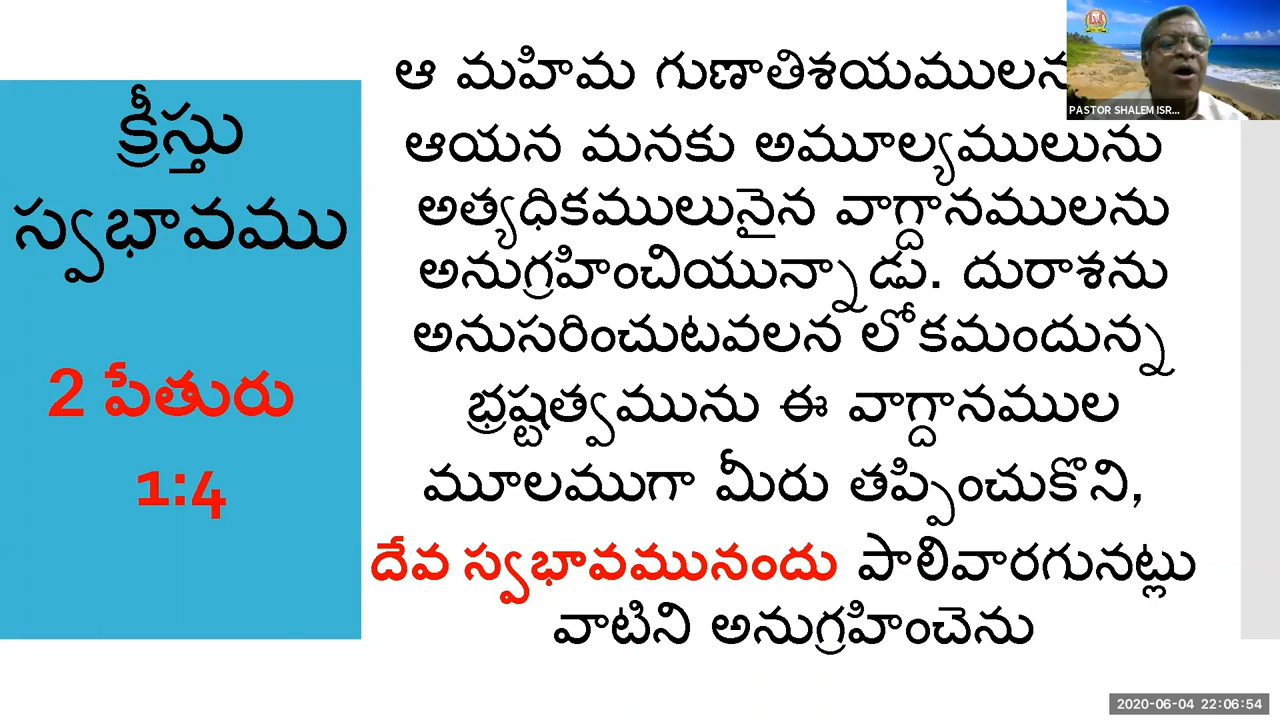 క్రీస్తు
స్వభావము
2 పేతురు
1:4
ఆ మహిమ గుణాతిశయములన
ఆయన మనకు అమూల్యములును
అత్యధికములునైన వాగ్దానములను
అనుగ్రహించియున్నాడు. దురాశను
అనుసరించుటవలన లోకమందున్న
భ్రష్టత్వమును ఈ వాగ్దానముల
మూలముగా మీరు తప్పించుకొని,
దేవ స్వభావమునందు పాలివారగునట్లు
వాటిని అనుగ్రహించెను
PASTOR SHALEM ISR...
2020-06-04 22:06:54